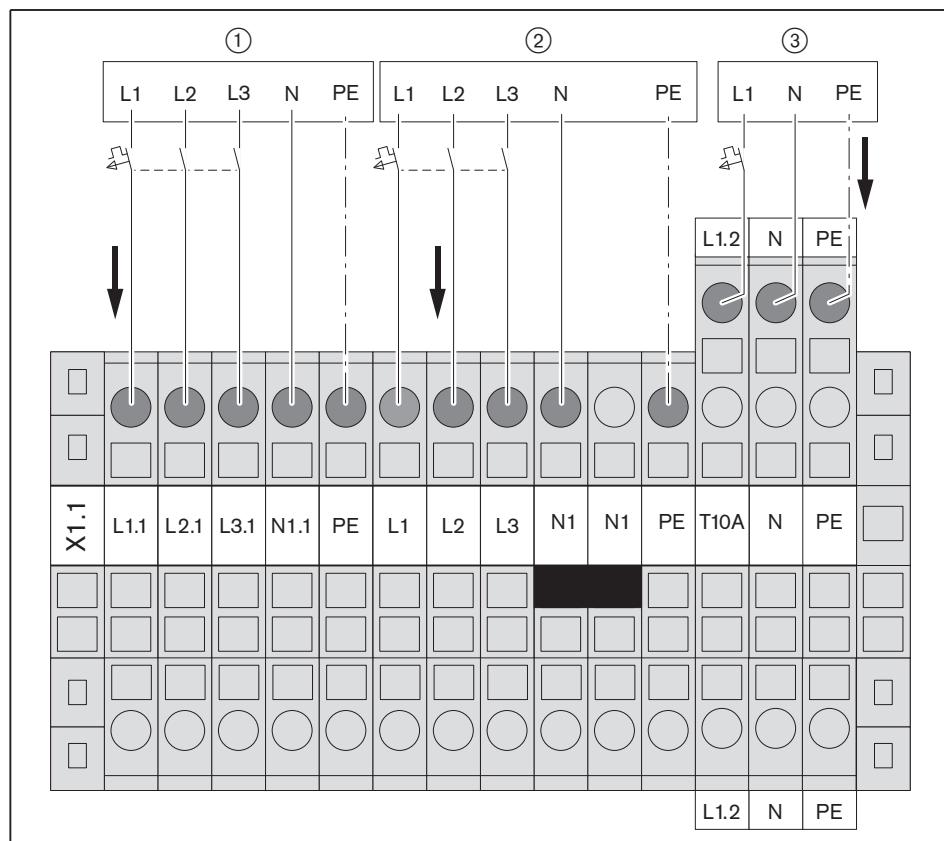 ① ② ③
L1 L2 L3 N PE L1 L2 L3 N PE L1 N PE
L1.2 N PE
X1.1 L1.1 L2.1 L3.1 N1.1 PE L1 L2 L3 N1 N1 PE T10A N PE
L1.2 N PE